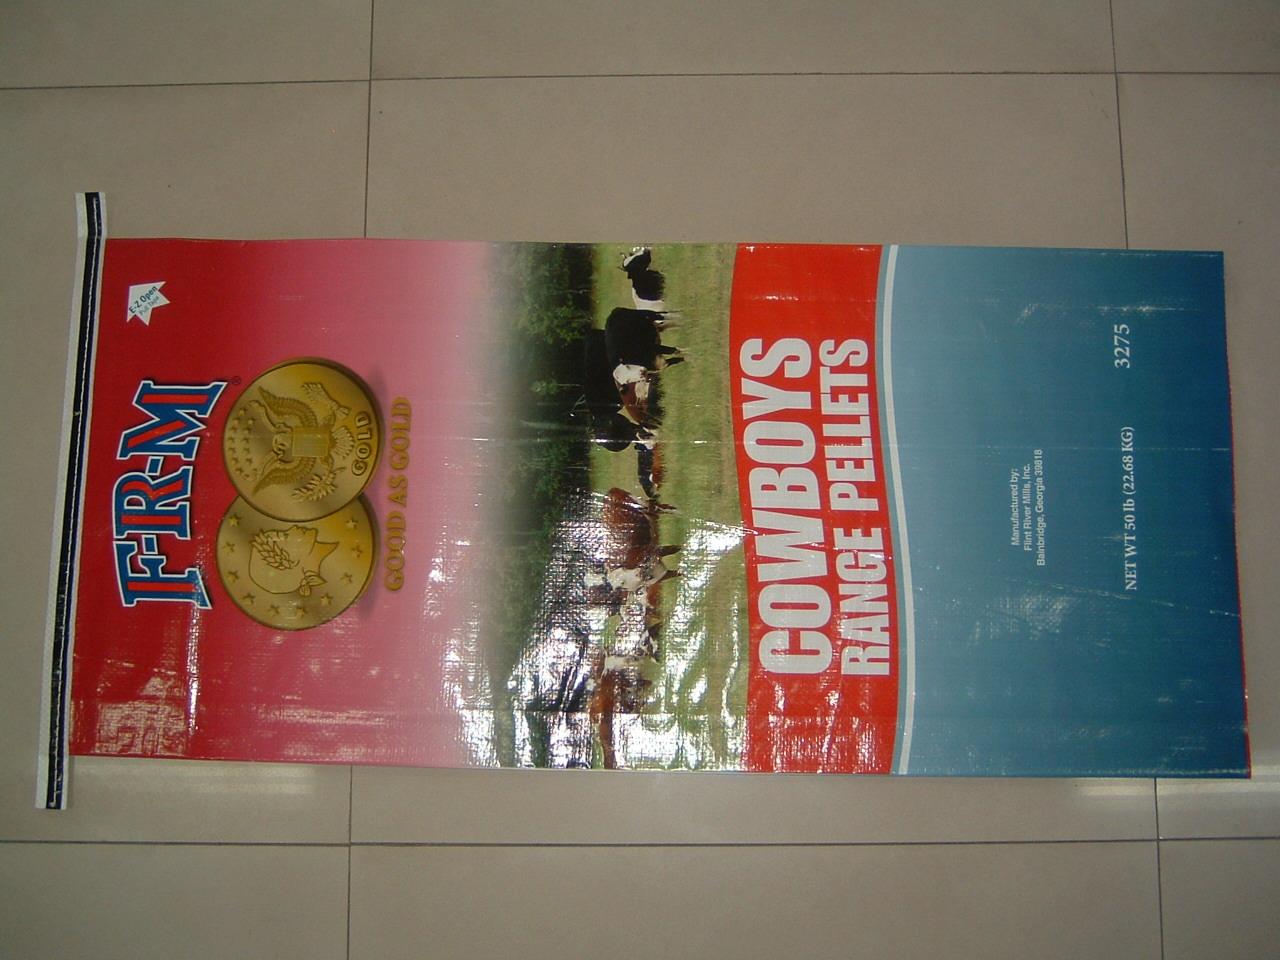 E-Z Open
Pull Tape
F-R-M®
GOLD
GOOD AS GOLD
COWBOYS
RANGE PELLETS
Manufactured by:
Flint River Mills, Inc.
Bainbridge, Georgia 39818
NET WT 50 lb (22.68 KG)
3275